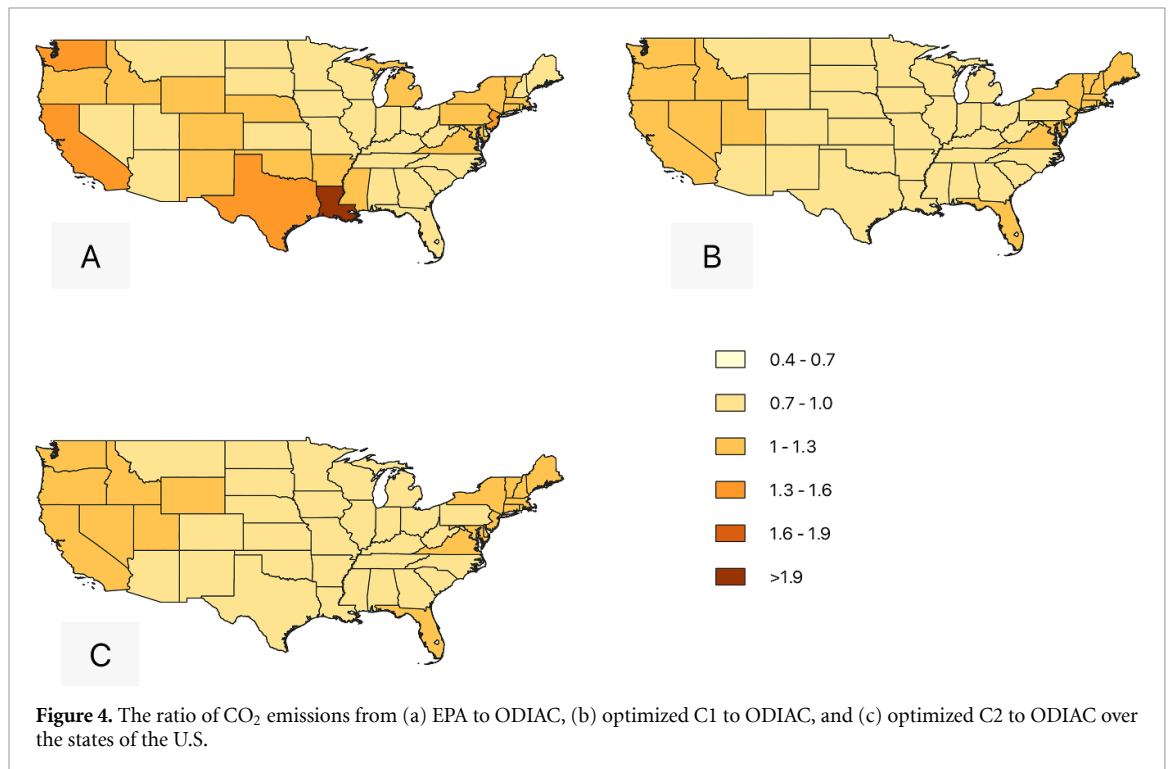 A
B
0.4 - 0.7
0.7 - 1.0
1 - 1.3
1.3 - 1.6
1.6 - 1.9
>1.9
C
Figure 4. The ratio of CO₂ emissions from (a) EPA to ODIAC, (b) optimized C1 to ODIAC, and (c) optimized C2 to ODIAC over
the states of the U.S.